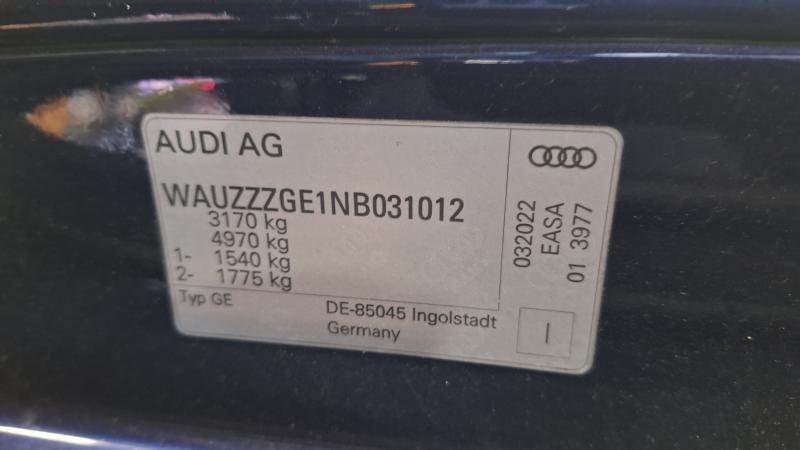 AUDI AG
WAUZZZGE1NB031012
3170 kg
4970 kg
1- 1540 kg
2- 1775 kg
Typ GE
DE-85045 Ingolstadt
Germany
032022
EASA
01 3977
I